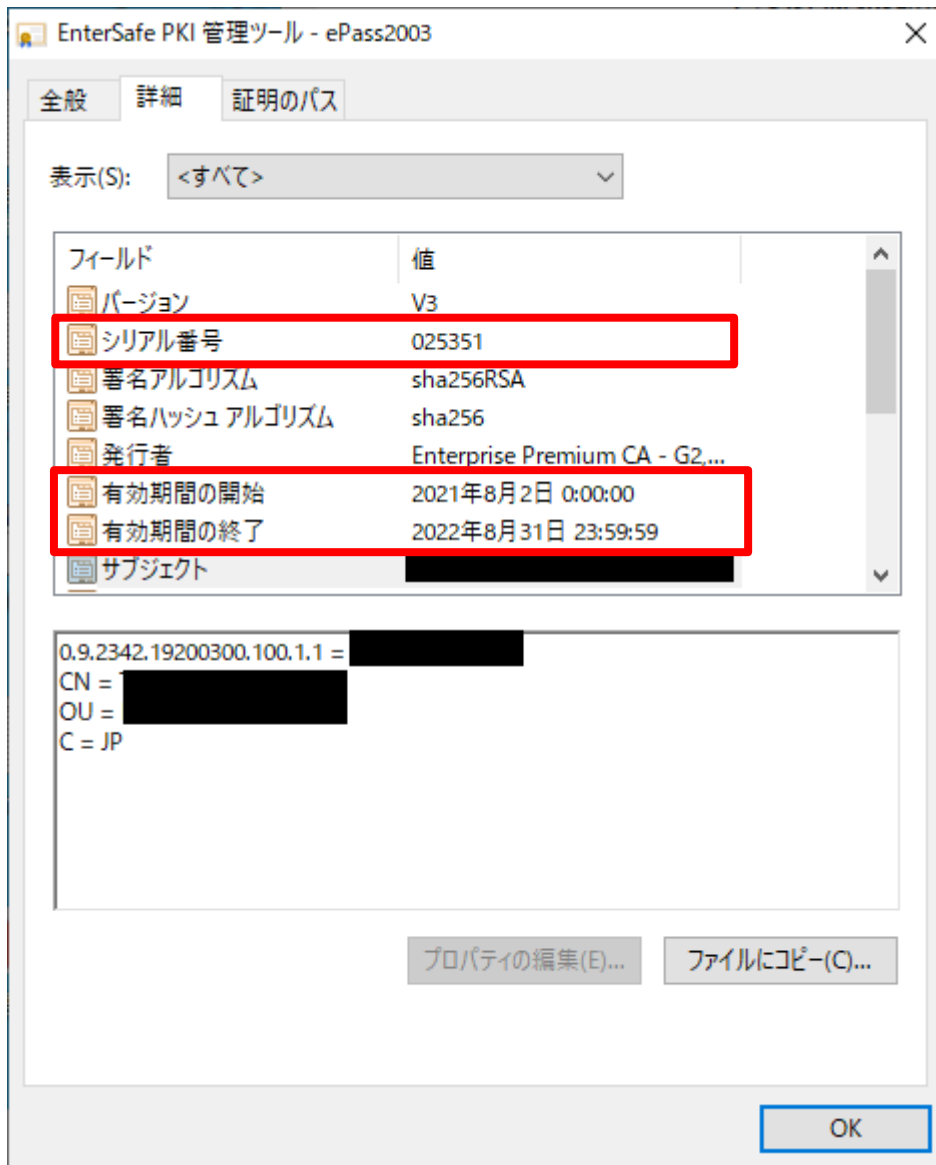 EnterSafe PKI 管理ツール - ePass2003
全般 詳細 証明のパス
表示(S): <すべて>
フィールド 値
バージョン V3
シリアル番号 025351
署名アルゴリズム sha256RSA
署名ハッシュ アルゴリズム sha256
発行者 Enterprise Premium CA - G2,...
有効期間の開始 2021年8月2日 0:00:00
有効期間の終了 2022年8月31日 23:59:59
サブジェクト
0.9.2342.19200300.100.1.1 =
CN =
OU =
C = JP
プロパティの編集(E)... ファイルにコピー(C)...
OK